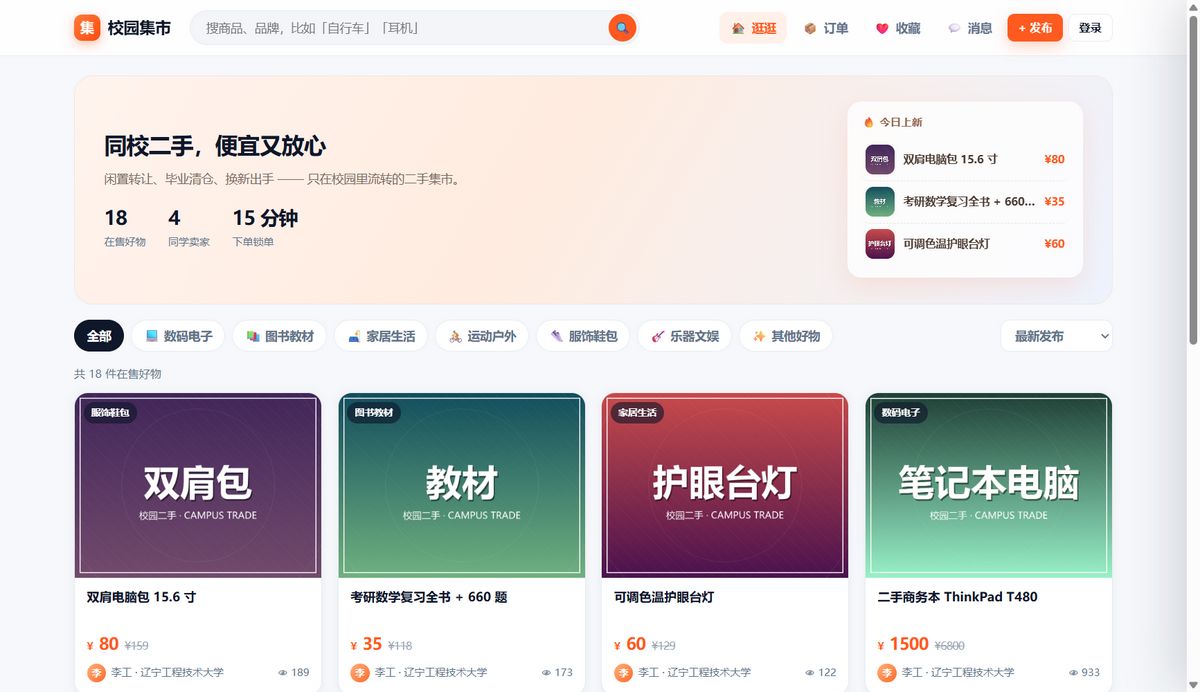 集 校园集市 搜商品、品牌，比如「自行车」「耳机」 逛逛 订单 收藏 消息 + 发布 登录
同校二手，便宜又放心
闲置转让、毕业清仓、换新出手 —— 只在校园里流转的二手集市。
18 4 15 分钟
在售好物 同学卖家 下单锁单
今日上新
双肩包 双肩电脑包 15.6 寸 ¥80
教材 考研数学复习全书 + 660... ¥35
护眼台灯 可调色温护眼台灯 ¥60
全部 数码电子 图书教材 家居生活 运动户外 服饰鞋包 乐器文娱 其他好物 最新发布
共 18 件在售好物
服饰鞋包 图书教材 家居生活 数码电子
双肩包 教材 护眼台灯 笔记本电脑
校园二手 · CAMPUS TRADE 校园二手 · CAMPUS TRADE 校园二手 · CAMPUS TRADE 校园二手 · CAMPUS TRADE
双肩电脑包 15.6 寸 考研数学复习全书 + 660 题 可调色温护眼台灯 二手商务本 ThinkPad T480
¥ 80 ¥159 ¥ 35 ¥118 ¥ 60 ¥129 ¥ 1500 ¥6800
李 李工 · 辽宁工程技术大学 189 李 李工 · 辽宁工程技术大学 173 李 李工 · 辽宁工程技术大学 122 李 李工 · 辽宁工程技术大学 933